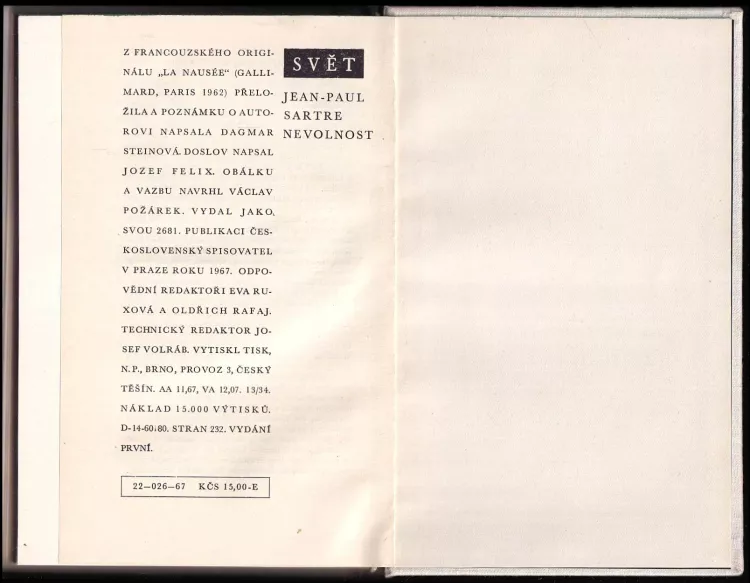 Z FRANCOUZSKÉHO ORIGI-
NÁLU „LA NAUSÉE“ (GALLI-
MARD, PARIS 1962) PŘELO-
ŽILA A POZNÁMKU O AUTO-
ROVI NAPSALA DAGMAR
STEINOVÁ. DOSLOV NAPSAL
JOZEF FELIX. OBÁLKU
A VAZBU NAVRHL VÁCLAV
POŽÁREK. VYDAL JAKO
SVOU 2681. PUBLIKACI ČES-
KOSLOVENSKÝ SPISOVATEL
V PRAZE ROKU 1967. ODPO-
VĚDNÍ REDAKTOŘI EVA RU-
XOVÁ A OLDŘICH RAFAJ.
TECHNICKÝ REDAKTOR JO-
SEF VOLRÁB. VYTISKL TISK,
N. P., BRNO, PROVOZ 3, ČESKÝ
TĚŠÍN. AA 11,67, VA 12,07. 13/34.
NÁKLAD 15.000 VÝTISKŮ.
D-14-60180. STRAN 232. VYDÁNÍ
PRVNÍ.
22—026—67 KČS 15,00-E
SVĚT
JEAN-PAUL
SARTRE
NEVOLNOST